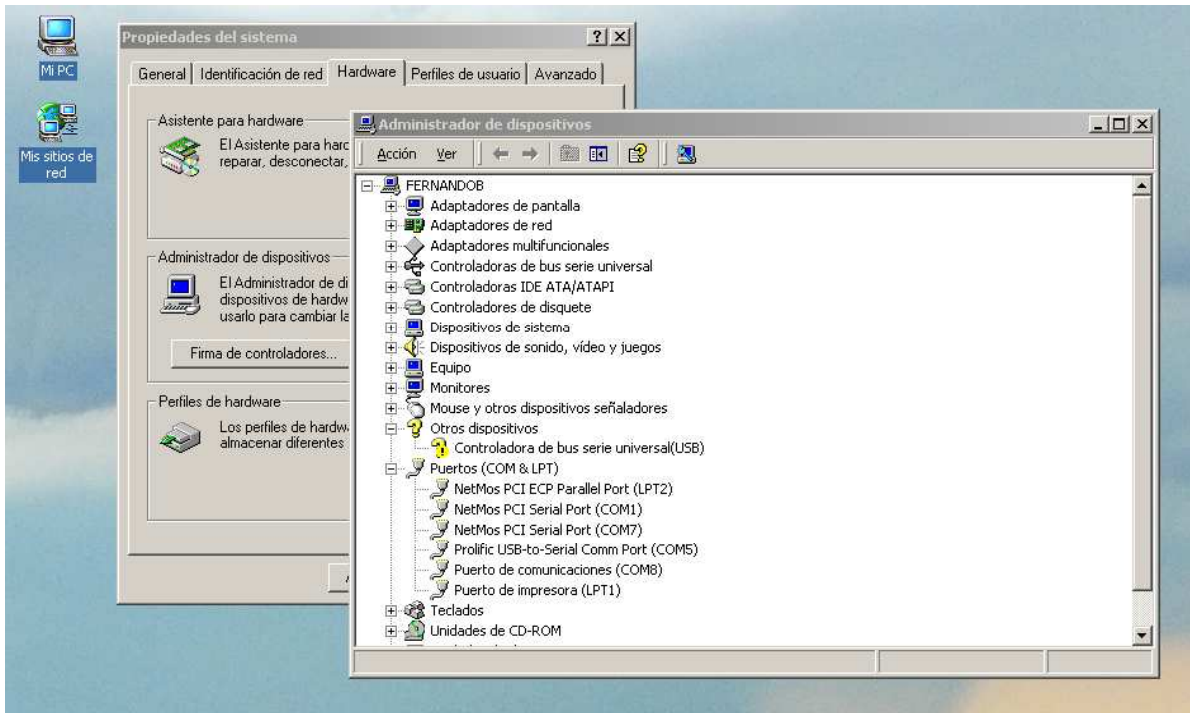 Mi PC
Mis sitios de
red
Propiedades del sistema
General
Identificación de red
Hardware
Perfiles de usuario
Avanzado
Asistente para hardware
El Asistente para hard
reparar, desconectar,
Administrador de dispositivos
El Administrador de di
dispositivos de hardw
usarlo para cambiar la
Firma de controladores...
Perfiles de hardware
Los perfiles de hardw
almacenar diferentes
Administrador de dispositivos
Acción Ver
FERNANDOB
Adaptadores de pantalla
Adaptadores de red
Adaptadores multifuncionales
Controladoras de bus serie universal
Controladoras IDE ATA/ATAPI
Controladores de disquete
Dispositivos de sistema
Dispositivos de sonido, vídeo y juegos
Equipo
Monitores
Mouse y otros dispositivos señaladores
Otros dispositivos
Controladora de bus serie universal(USB)
Puertos (COM & LPT)
NetMos PCI ECP Parallel Port (LPT2)
NetMos PCI Serial Port (COM1)
NetMos PCI Serial Port (COM7)
Prolific USB-to-Serial Comm Port (COM5)
Puerto de comunicaciones (COM8)
Puerto de impresora (LPT1)
Teclados
Unidades de CD-ROM